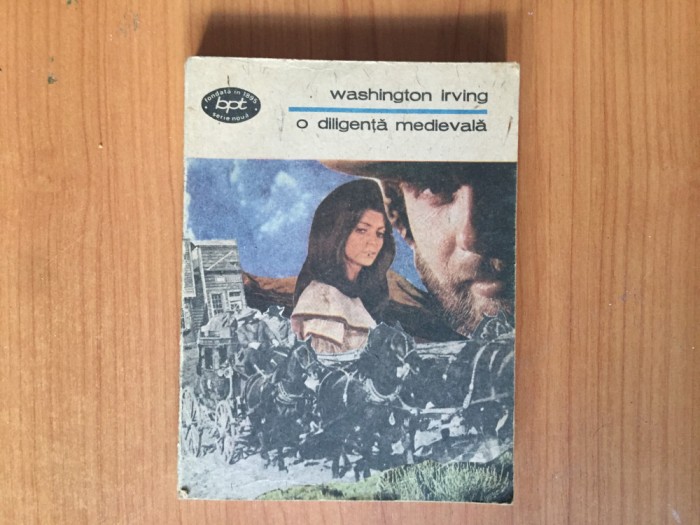 fondată în 1895
bpt
serie nouă
washington irving
o diligență medievală